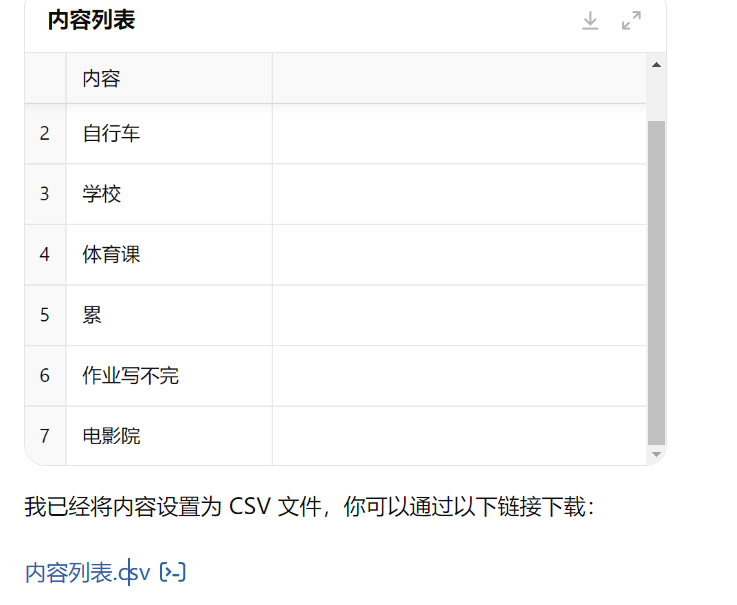 内容列表
内容
2 自行车
3 学校
4 体育课
5 累
6 作业写不完
7 电影院
我已经将内容设置为 CSV 文件，你可以通过以下链接下载：
内容列表.csv [>-]